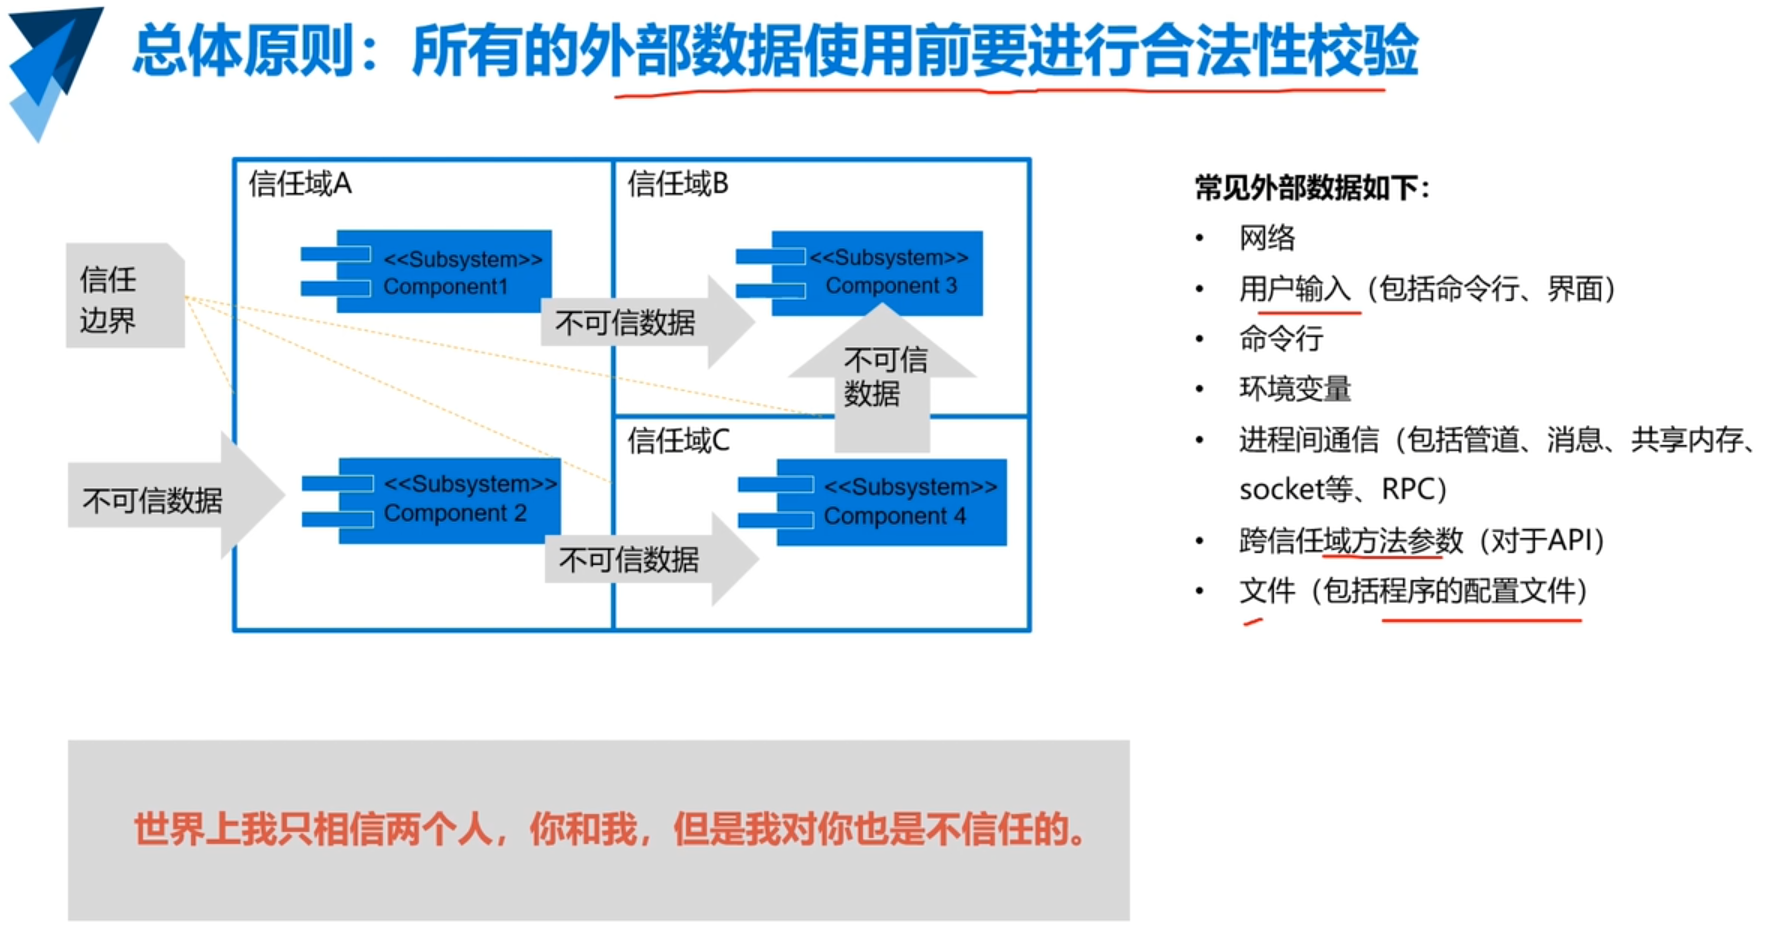 总体原则：所有的外部数据使用前要进行合法性校验
信任域A
信任域B
信任
边界
<<Subsystem>>
Component1
<<Subsystem>>
Component 3
不可信数据
不可信
数据
信任域C
不可信数据
<<Subsystem>>
Component 2
<<Subsystem>>
Component 4
不可信数据
常见外部数据如下：
• 网络
• 用户输入（包括命令行、界面）
• 命令行
• 环境变量
• 进程间通信（包括管道、消息、共享内存、
socket等、RPC）
• 跨信任域方法参数（对于API）
• 文件（包括程序的配置文件）
世界上我只相信两个人，你和我，但是我对你也是不信任的。